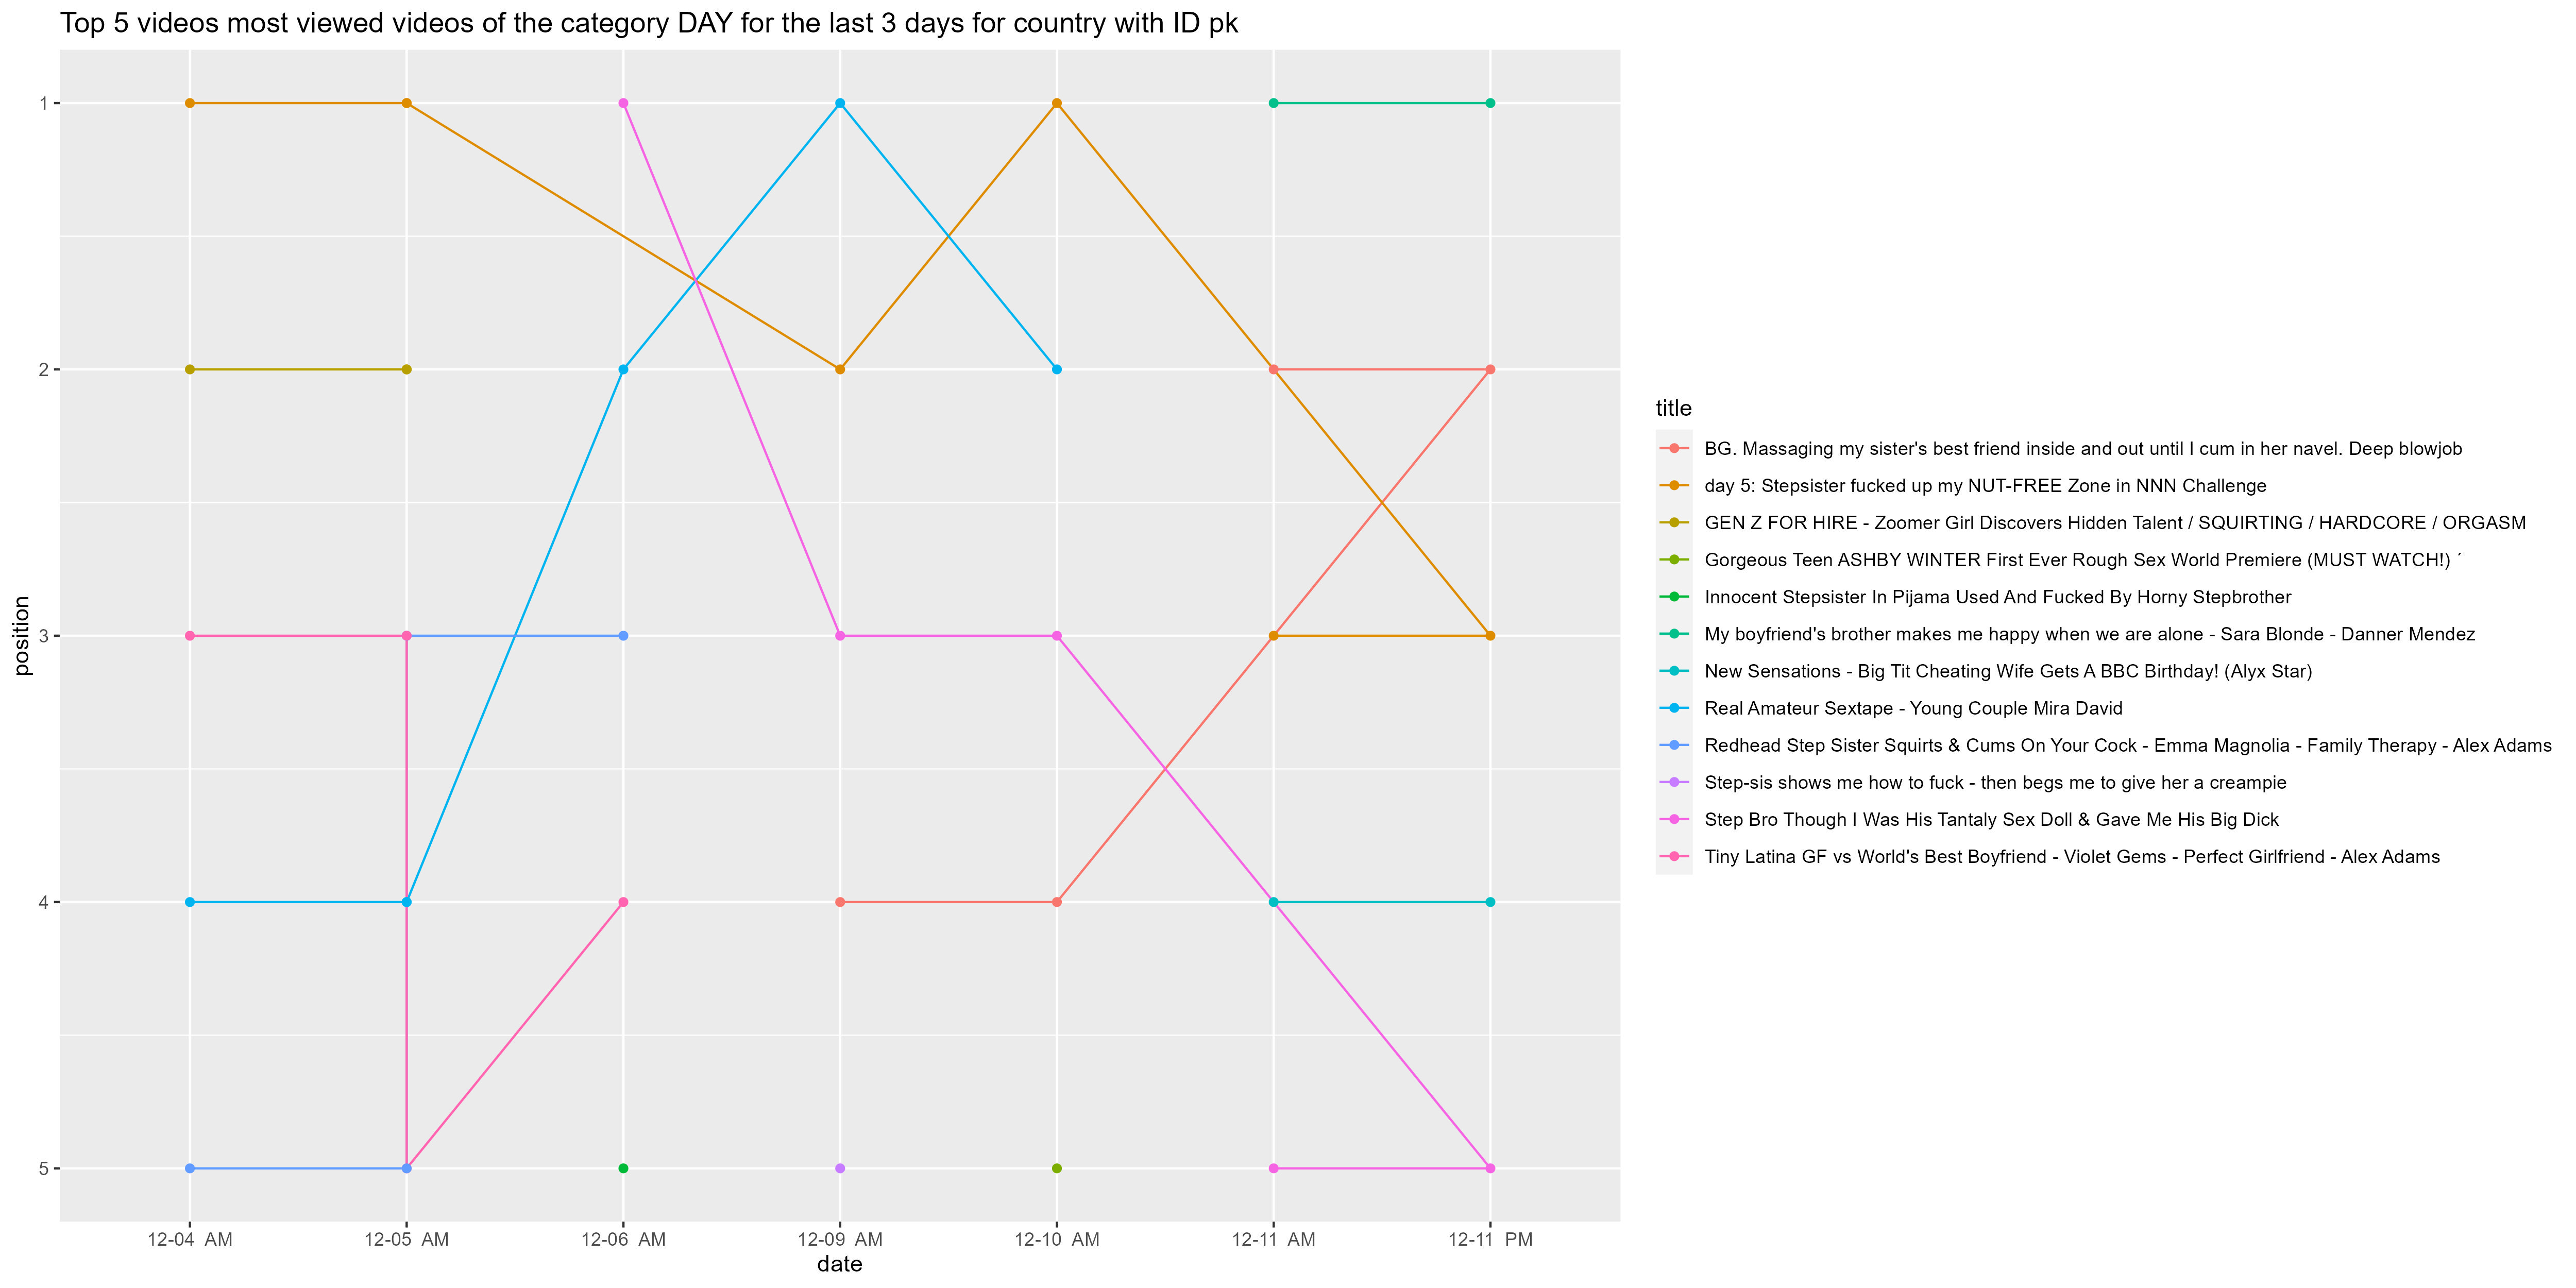 Top 5 videos most viewed videos of the category DAY for the last 3 days for country with ID pk
1
2
3
4
5
position
12-04 AM
12-05 AM
12-06 AM
12-09 AM
12-10 AM
12-11 AM
12-11 PM
date
title
BG. Massaging my sister's best friend inside and out until I cum in her navel. Deep blowjob
day 5: Stepsister fucked up my NUT-FREE Zone in NNN Challenge
GEN Z FOR HIRE - Zoomer Girl Discovers Hidden Talent / SQUIRTING / HARDCORE / ORGASM
Gorgeous Teen ASHBY WINTER First Ever Rough Sex World Premiere (MUST WATCH!) ´
Innocent Stepsister In Pijama Used And Fucked By Horny Stepbrother
My boyfriend's brother makes me happy when we are alone - Sara Blonde - Danner Mendez
New Sensations - Big Tit Cheating Wife Gets A BBC Birthday! (Alyx Star)
Real Amateur Sextape - Young Couple Mira David
Redhead Step Sister Squirts & Cums On Your Cock - Emma Magnolia - Family Therapy - Alex Adams
Step-sis shows me how to fuck - then begs me to give her a creampie
Step Bro Though I Was His Tantaly Sex Doll & Gave Me His Big Dick
Tiny Latina GF vs World's Best Boyfriend - Violet Gems - Perfect Girlfriend - Alex Adams